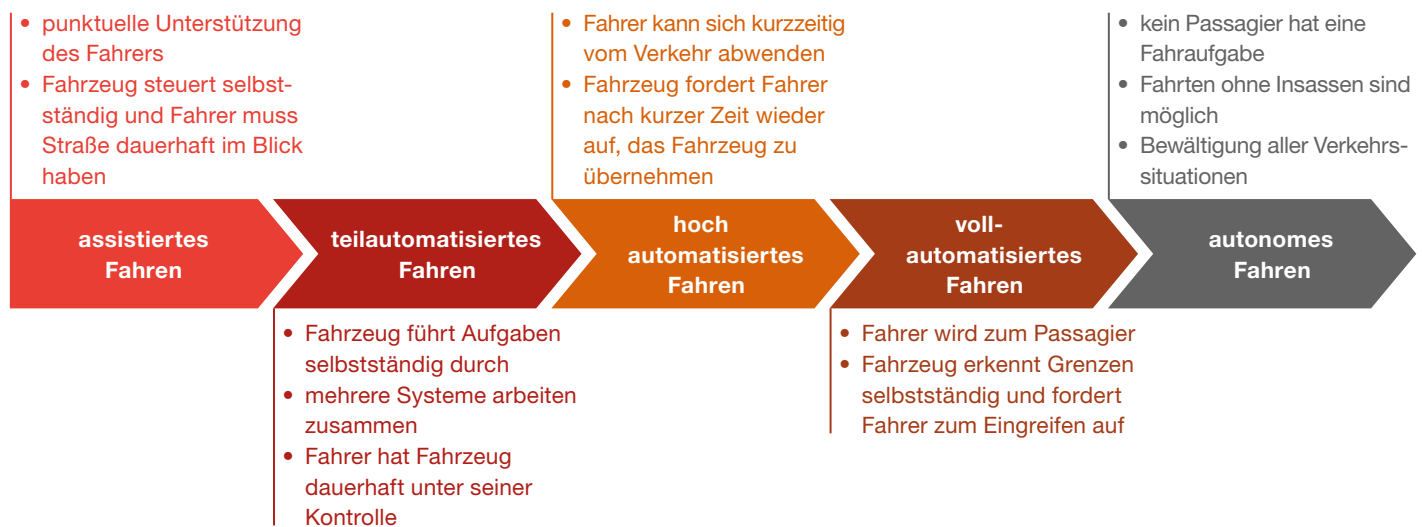 • punktuelle Unterstützung
des Fahrers
• Fahrzeug steuert selbst-
ständig und Fahrer muss
Straße dauerhaft im Blick
haben
• Fahrer kann sich kurzzeitig
vom Verkehr abwenden
• Fahrzeug fordert Fahrer
nach kurzer Zeit wieder
auf, das Fahrzeug zu
übernehmen
• kein Passagier hat eine
Fahraufgabe
• Fahrten ohne Insassen sind
möglich
• Bewältigung aller Verkehrs-
situationen
assistiertes
Fahren
teilautomatisiertes
Fahren
hoch
automatisiertes
Fahren
voll-
automatisiertes
Fahren
autonomes
Fahren
• Fahrzeug führt Aufgaben
selbstständig durch
• mehrere Systeme arbeiten
zusammen
• Fahrer hat Fahrzeug
dauerhaft unter seiner
Kontrolle
• Fahrer wird zum Passagier
• Fahrzeug erkennt Grenzen
selbstständig und fordert
Fahrer zum Eingreifen auf